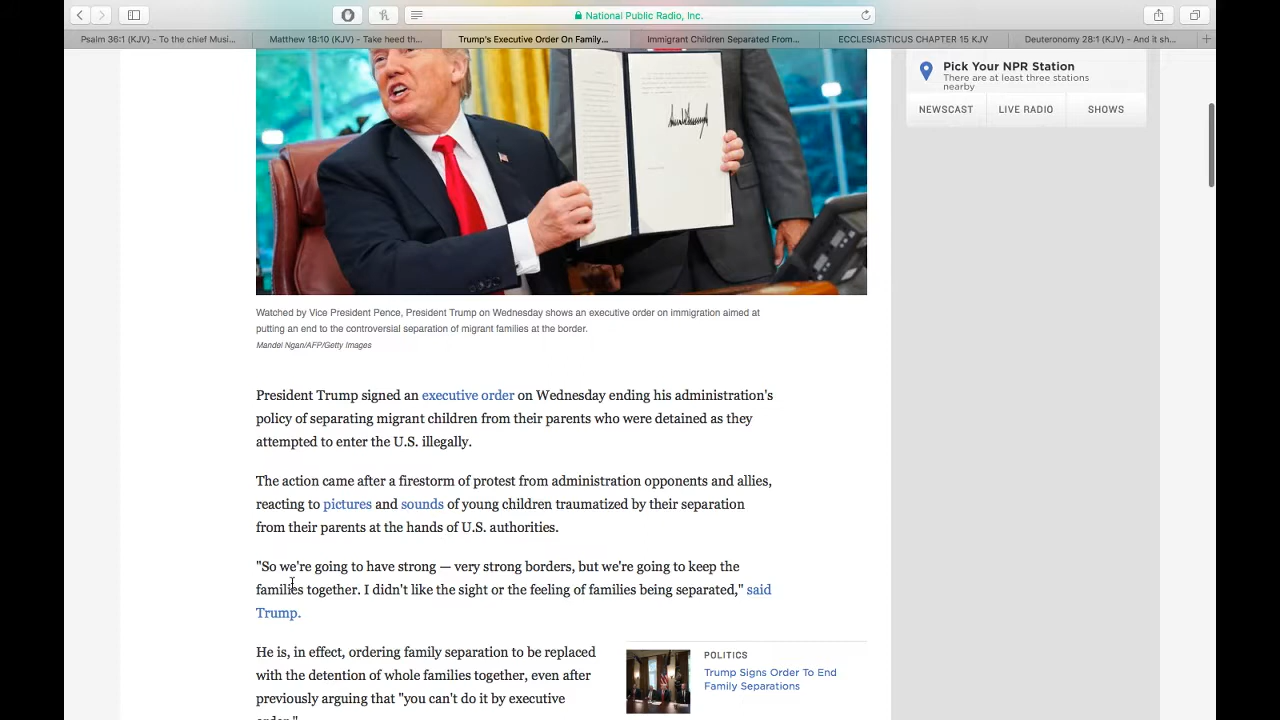 National Public Radio, Inc.
Psalm 36:1 (KJV) - To the chief Musi...
Matthew 18:10 (KJV) - Take heed th...
Trump's Executive Order On Family...
Immigrant Children Separated From...
ECCLESIASTICUS CHAPTER 15 KJV
Deuteronomy 28:1 (KJV) - And it sh...
Pick Your NPR Station
There are at least three stations
nearby
NEWSCAST
LIVE RADIO
SHOWS
Watched by Vice President Pence, President Trump on Wednesday shows an executive order on immigration aimed at
putting an end to the controversial separation of migrant families at the border.
Mandel Ngan/AFP/Getty Images
President Trump signed an executive order on Wednesday ending his administration's
policy of separating migrant children from their parents who were detained as they
attempted to enter the U.S. illegally.
The action came after a firestorm of protest from administration opponents and allies,
reacting to pictures and sounds of young children traumatized by their separation
from their parents at the hands of U.S. authorities.
"So we're going to have strong — very strong borders, but we're going to keep the
families together. I didn't like the sight or the feeling of families being separated," said
Trump.
He is, in effect, ordering family separation to be replaced
with the detention of whole families together, even after
previously arguing that "you can't do it by executive
order."
POLITICS
Trump Signs Order To End
Family Separations